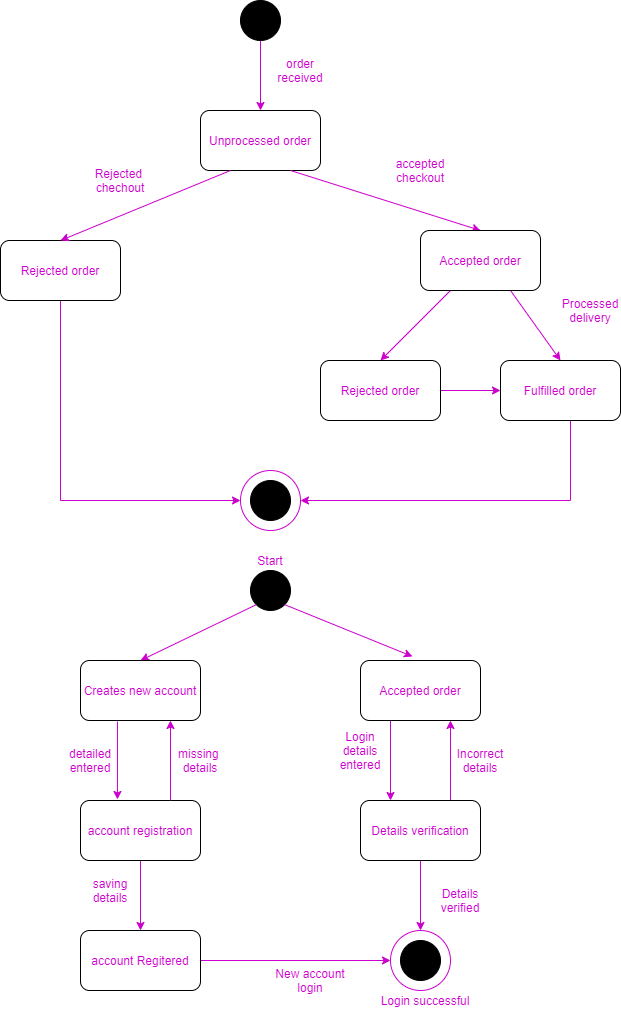 order
received
Unprocessed order
Rejected
chechout
accepted
checkout
Rejected order
Accepted order
Processed
delivery
Rejected order
Fulfilled order
Start
Creates new account
Accepted order
detailed
entered
missing
details
Login
details
entered
Incorrect
details
account registration
Details verification
saving
details
Details
verified
account Regitered
New account
login
Login successful